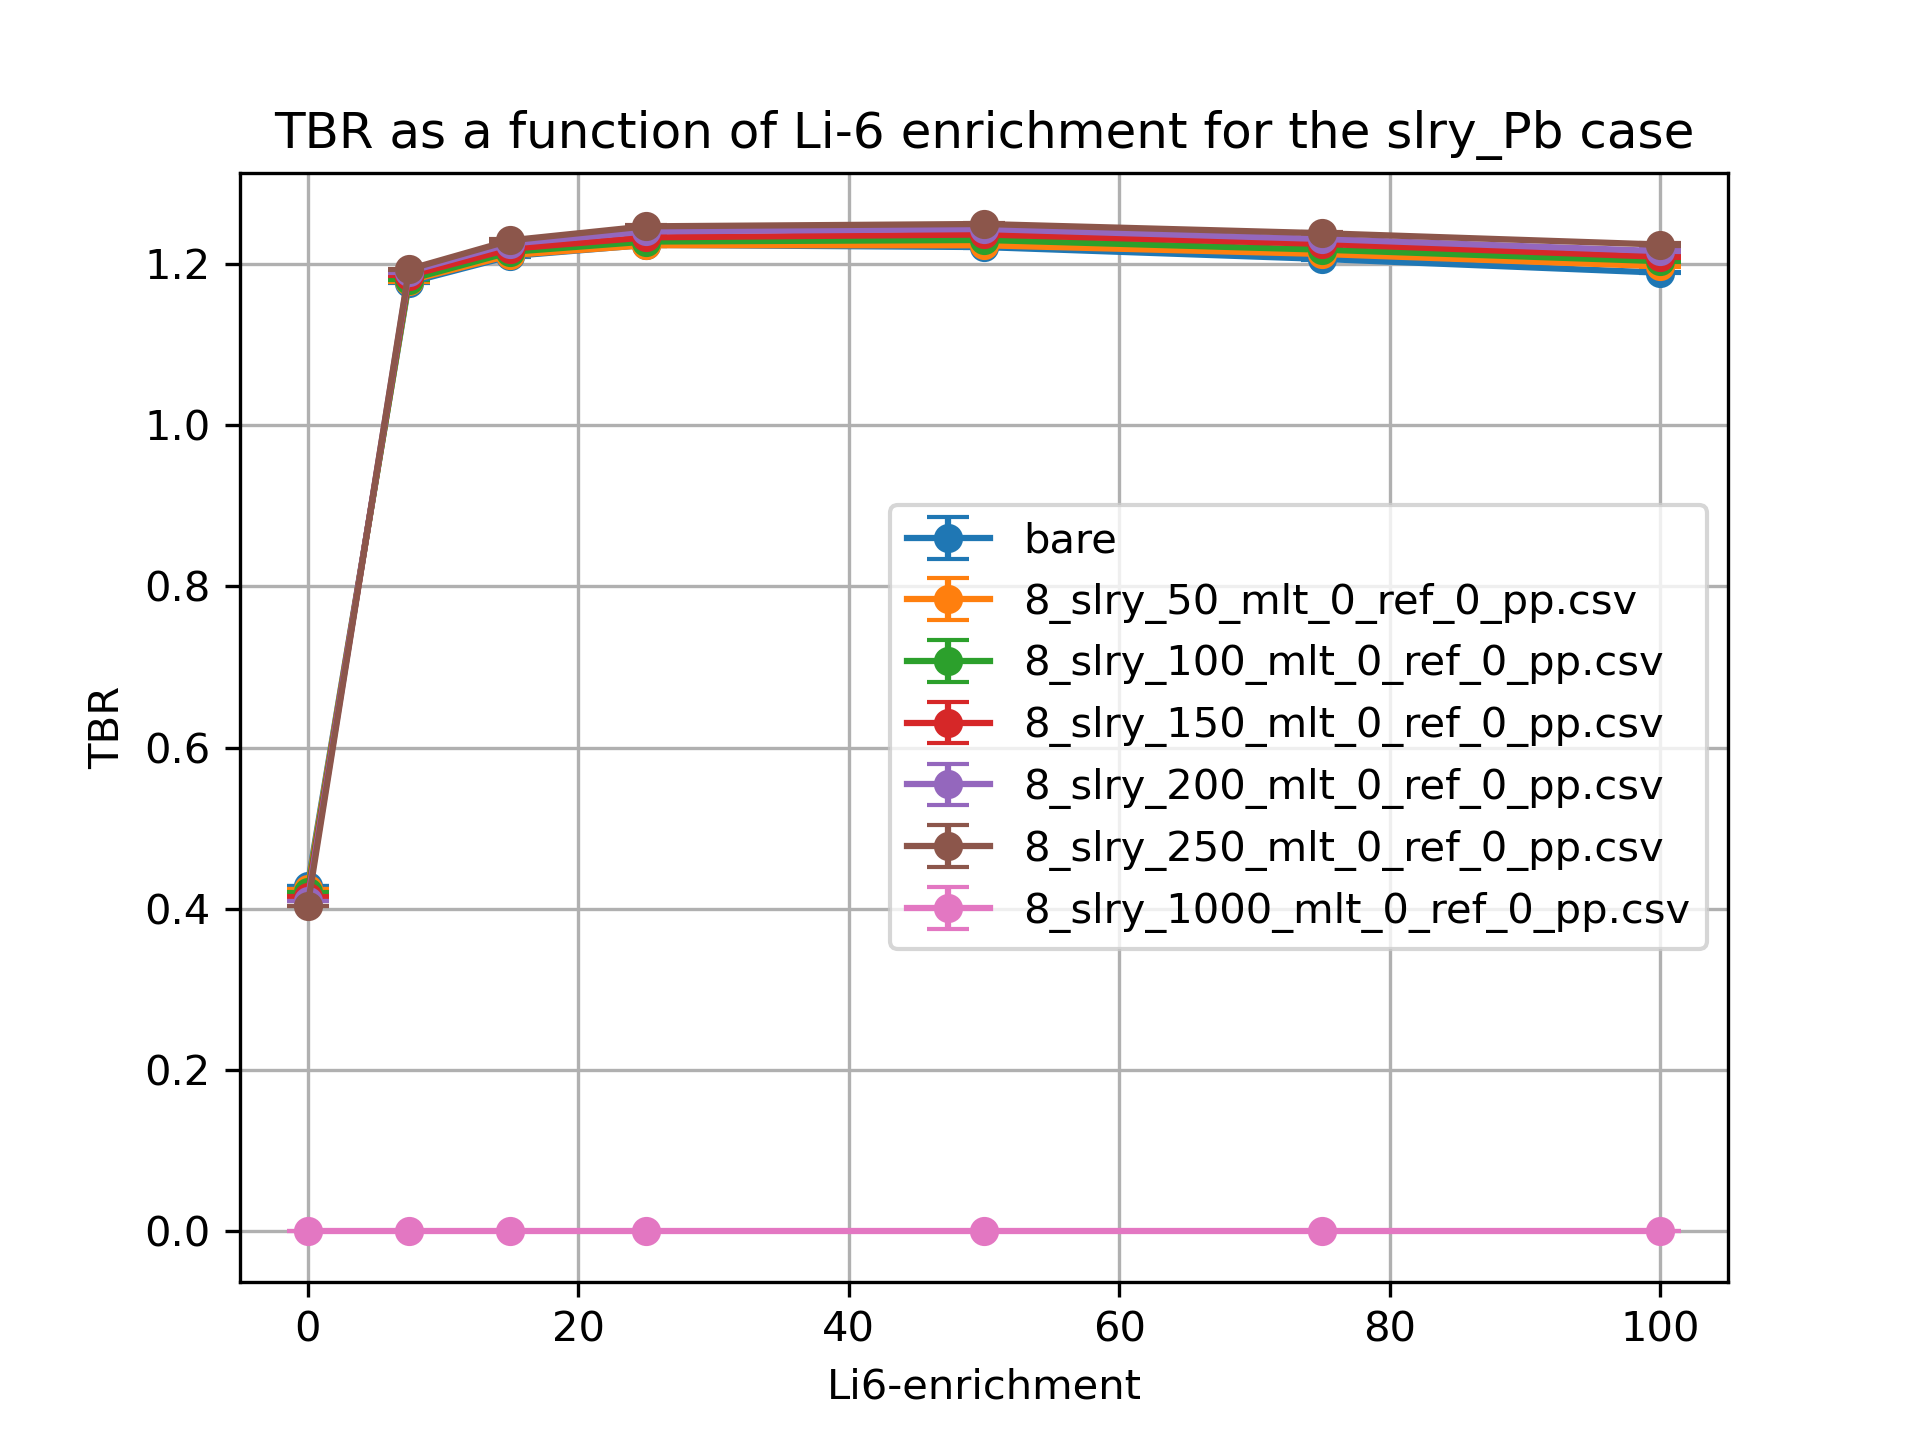 TBR as a function of Li-6 enrichment for the slry_Pb case
1.2
1.0
0.8
0.6
0.4
0.2
0.0
TBR
bare
8_slry_50_mlt_0_ref_0_pp.csv
8_slry_100_mlt_0_ref_0_pp.csv
8_slry_150_mlt_0_ref_0_pp.csv
8_slry_200_mlt_0_ref_0_pp.csv
8_slry_250_mlt_0_ref_0_pp.csv
8_slry_1000_mlt_0_ref_0_pp.csv
0 20 40 60 80 100
Li6-enrichment